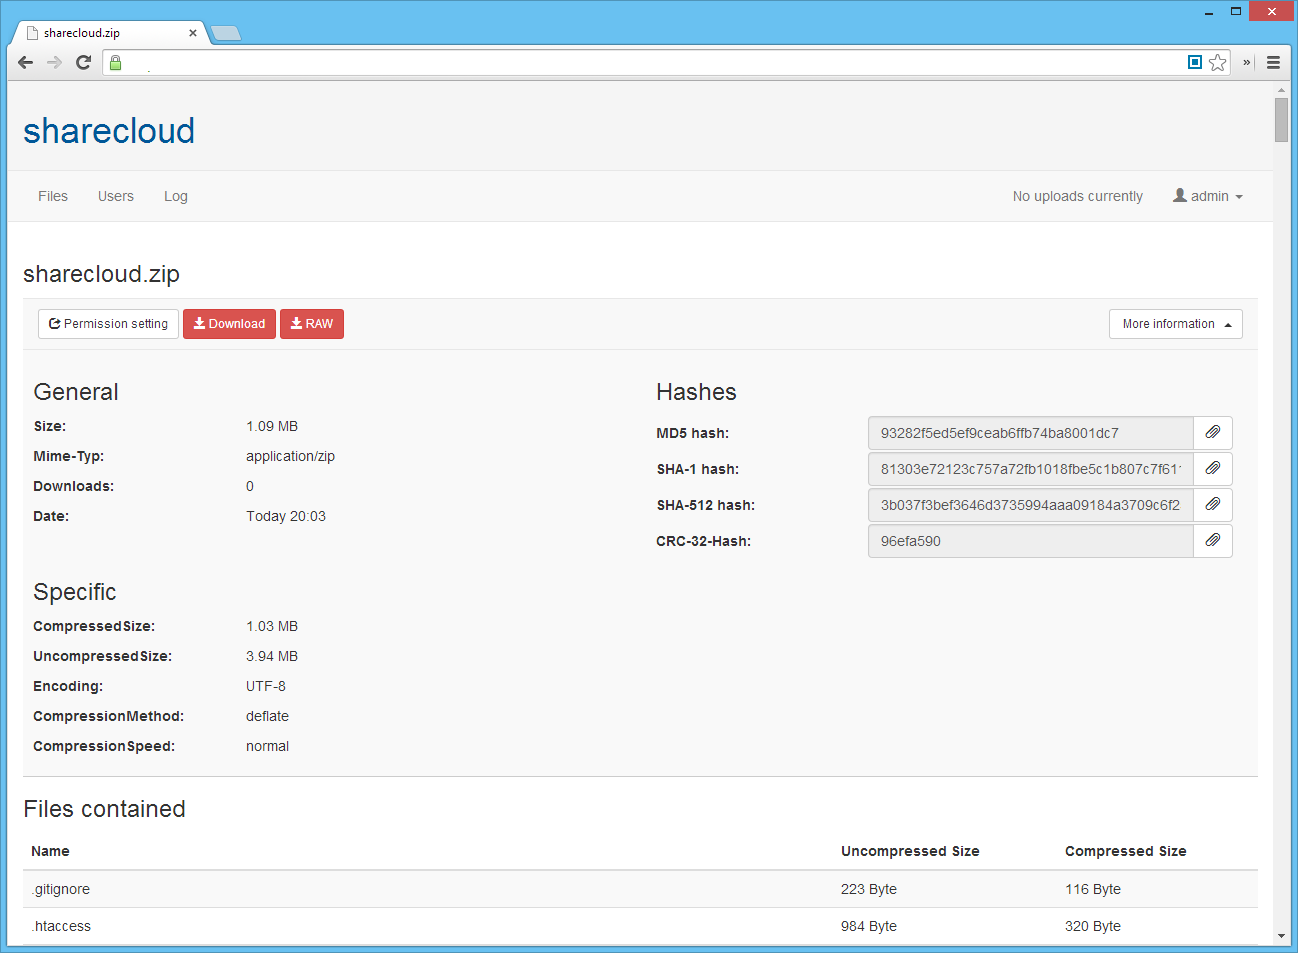 sharecloud.zip
sharecloud
Files Users Log No uploads currently admin
sharecloud.zip
Permission setting Download RAW More information
General
Size: 1.09 MB
Mime-Typ: application/zip
Downloads: 0
Date: Today 20:03
Hashes
MD5 hash: 93282f5ed5ef9ceab6ffb74ba8001dc7
SHA-1 hash: 81303e72123c757a72fb1018fbe5c1b807c7f61
SHA-512 hash: 3b037f3bef3646d3735994aaa09184a3709c6f2
CRC-32-Hash: 96efa590
Specific
CompressedSize: 1.03 MB
UncompressedSize: 3.94 MB
Encoding: UTF-8
CompressionMethod: deflate
CompressionSpeed: normal
Files contained
Name Uncompressed Size Compressed Size
.gitignore 223 Byte 116 Byte
.htaccess 984 Byte 320 Byte